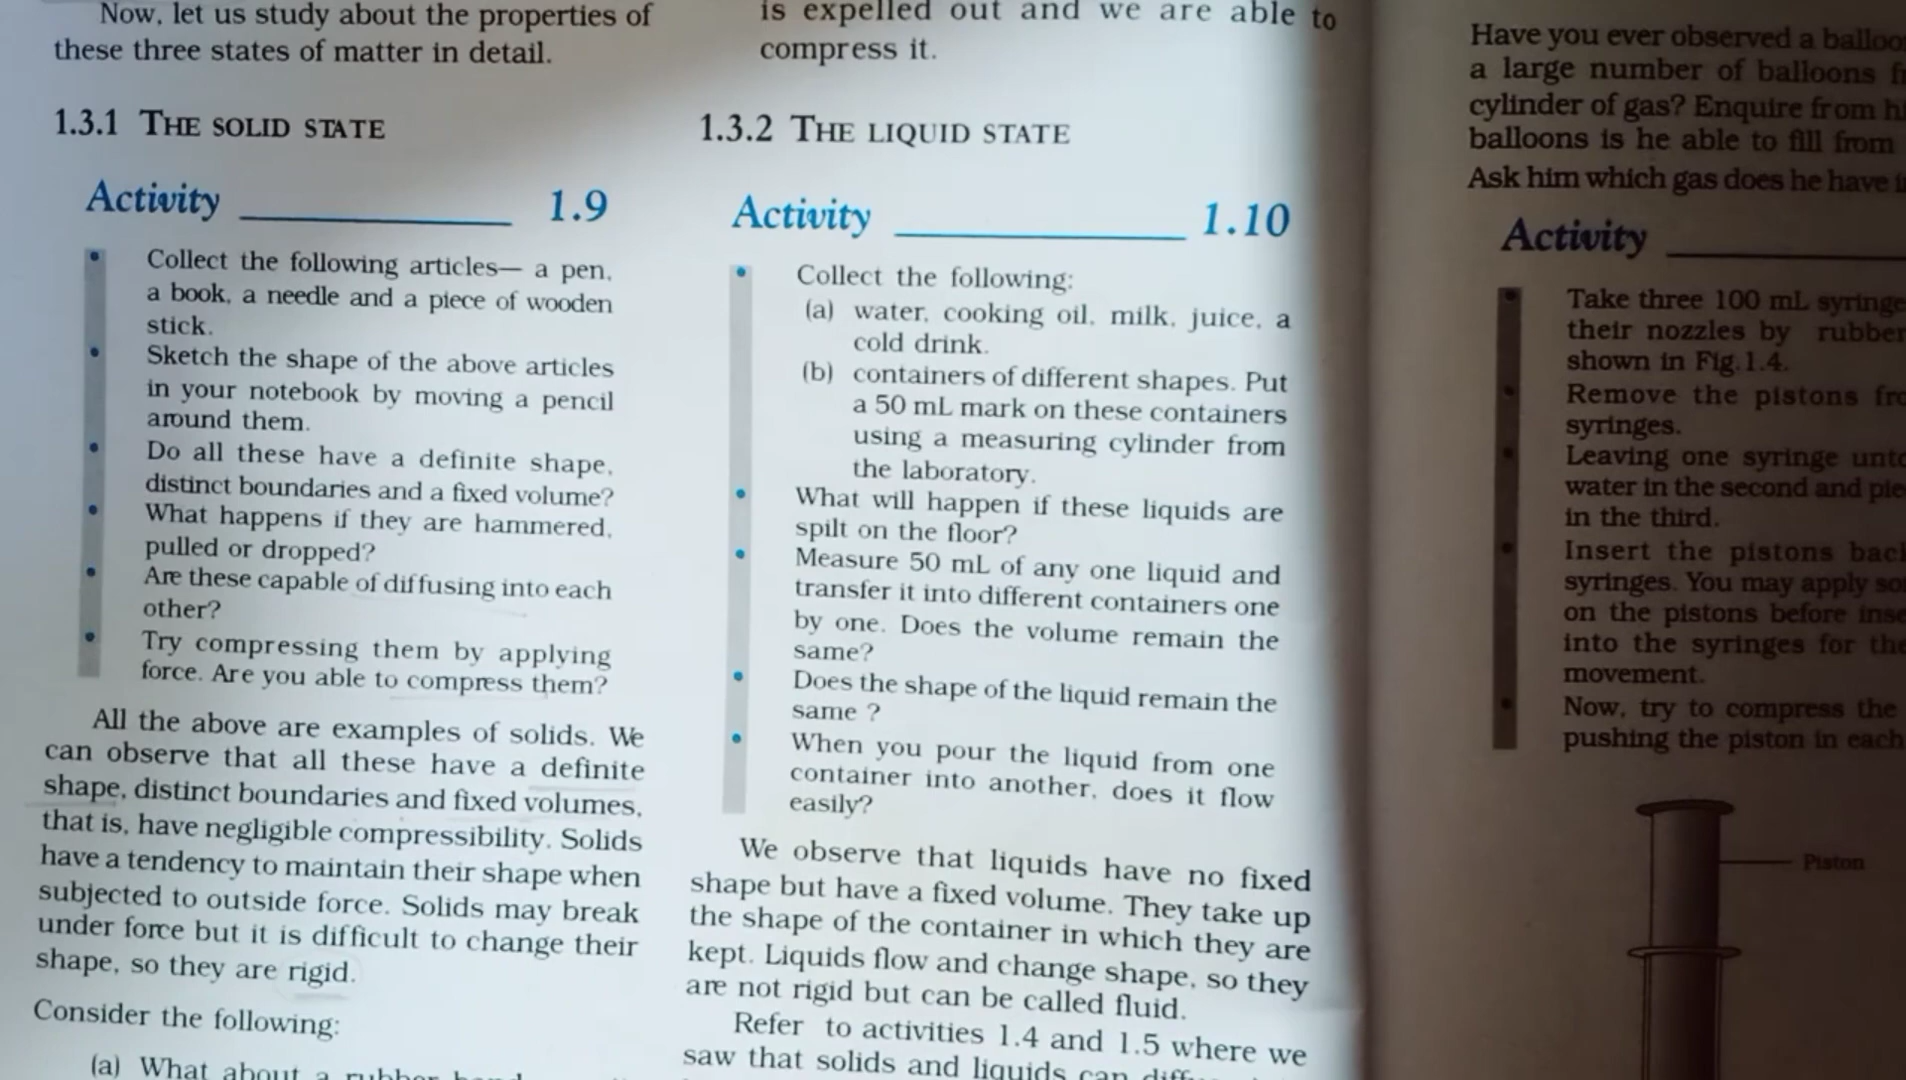 Now, let us study about the properties of
these three states of matter in detail.
1.3.1 THE SOLID STATE
Activity 1.9
• Collect the following articles— a pen,
a book, a needle and a piece of wooden
stick.
• Sketch the shape of the above articles
in your notebook by moving a pencil
around them.
• Do all these have a definite shape,
distinct boundaries and a fixed volume?
• What happens if they are hammered,
pulled or dropped?
• Are these capable of diffusing into each
other?
• Try compressing them by applying
force. Are you able to compress them?
All the above are examples of solids. We
can observe that all these have a definite
shape, distinct boundaries and fixed volumes,
that is, have negligible compressibility. Solids
have a tendency to maintain their shape when
subjected to outside force. Solids may break
under force but it is difficult to change their
shape, so they are rigid.
Consider the following:
(a) What about a rubber band
is expelled out and we are able to
compress it.
1.3.2 THE LIQUID STATE
Activity 1.10
• Collect the following:
(a) water, cooking oil, milk, juice, a
cold drink.
(b) containers of different shapes. Put
a 50 mL mark on these containers
using a measuring cylinder from
the laboratory.
• What will happen if these liquids are
spilt on the floor?
• Measure 50 mL of any one liquid and
transfer it into different containers one
by one. Does the volume remain the
same?
• Does the shape of the liquid remain the
same ?
• When you pour the liquid from one
container into another, does it flow
easily?
We observe that liquids have no fixed
shape but have a fixed volume. They take up
the shape of the container in which they are
kept. Liquids flow and change shape, so they
are not rigid but can be called fluid.
Refer to activities 1.4 and 1.5 where we
saw that solids and liquids can
Have you ever observed a
a large number of balloons
cylinder of gas? Enquire from
balloons is he able to fill from
Ask him which gas does he have
Activity
• Take three 100 mL
their nozzles by rubber
shown in Fig.1.4.
• Remove the pistons
syringes.
• Leaving one syringe
water in the second and
in the third.
• Insert the pistons
syringes. You may apply
on the pistons before
into the syringes for
movement.
• Now, try to compress the
pushing the piston in each
Piston